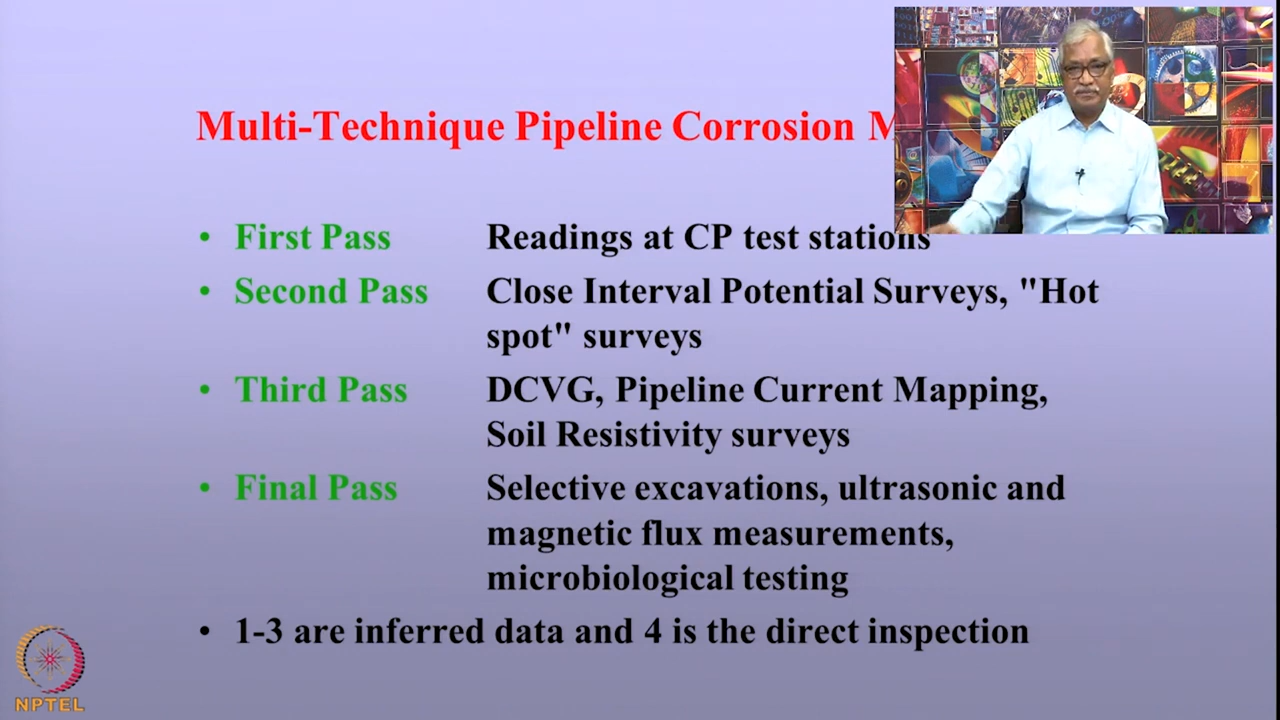 Multi-Technique Pipeline Corrosion
• First Pass Readings at CP test stations
• Second Pass Close Interval Potential Surveys, "Hot
spot" surveys
• Third Pass DCVG, Pipeline Current Mapping,
Soil Resistivity surveys
• Final Pass Selective excavations, ultrasonic and
magnetic flux measurements,
microbiological testing
• 1-3 are inferred data and 4 is the direct inspection
NPTEL